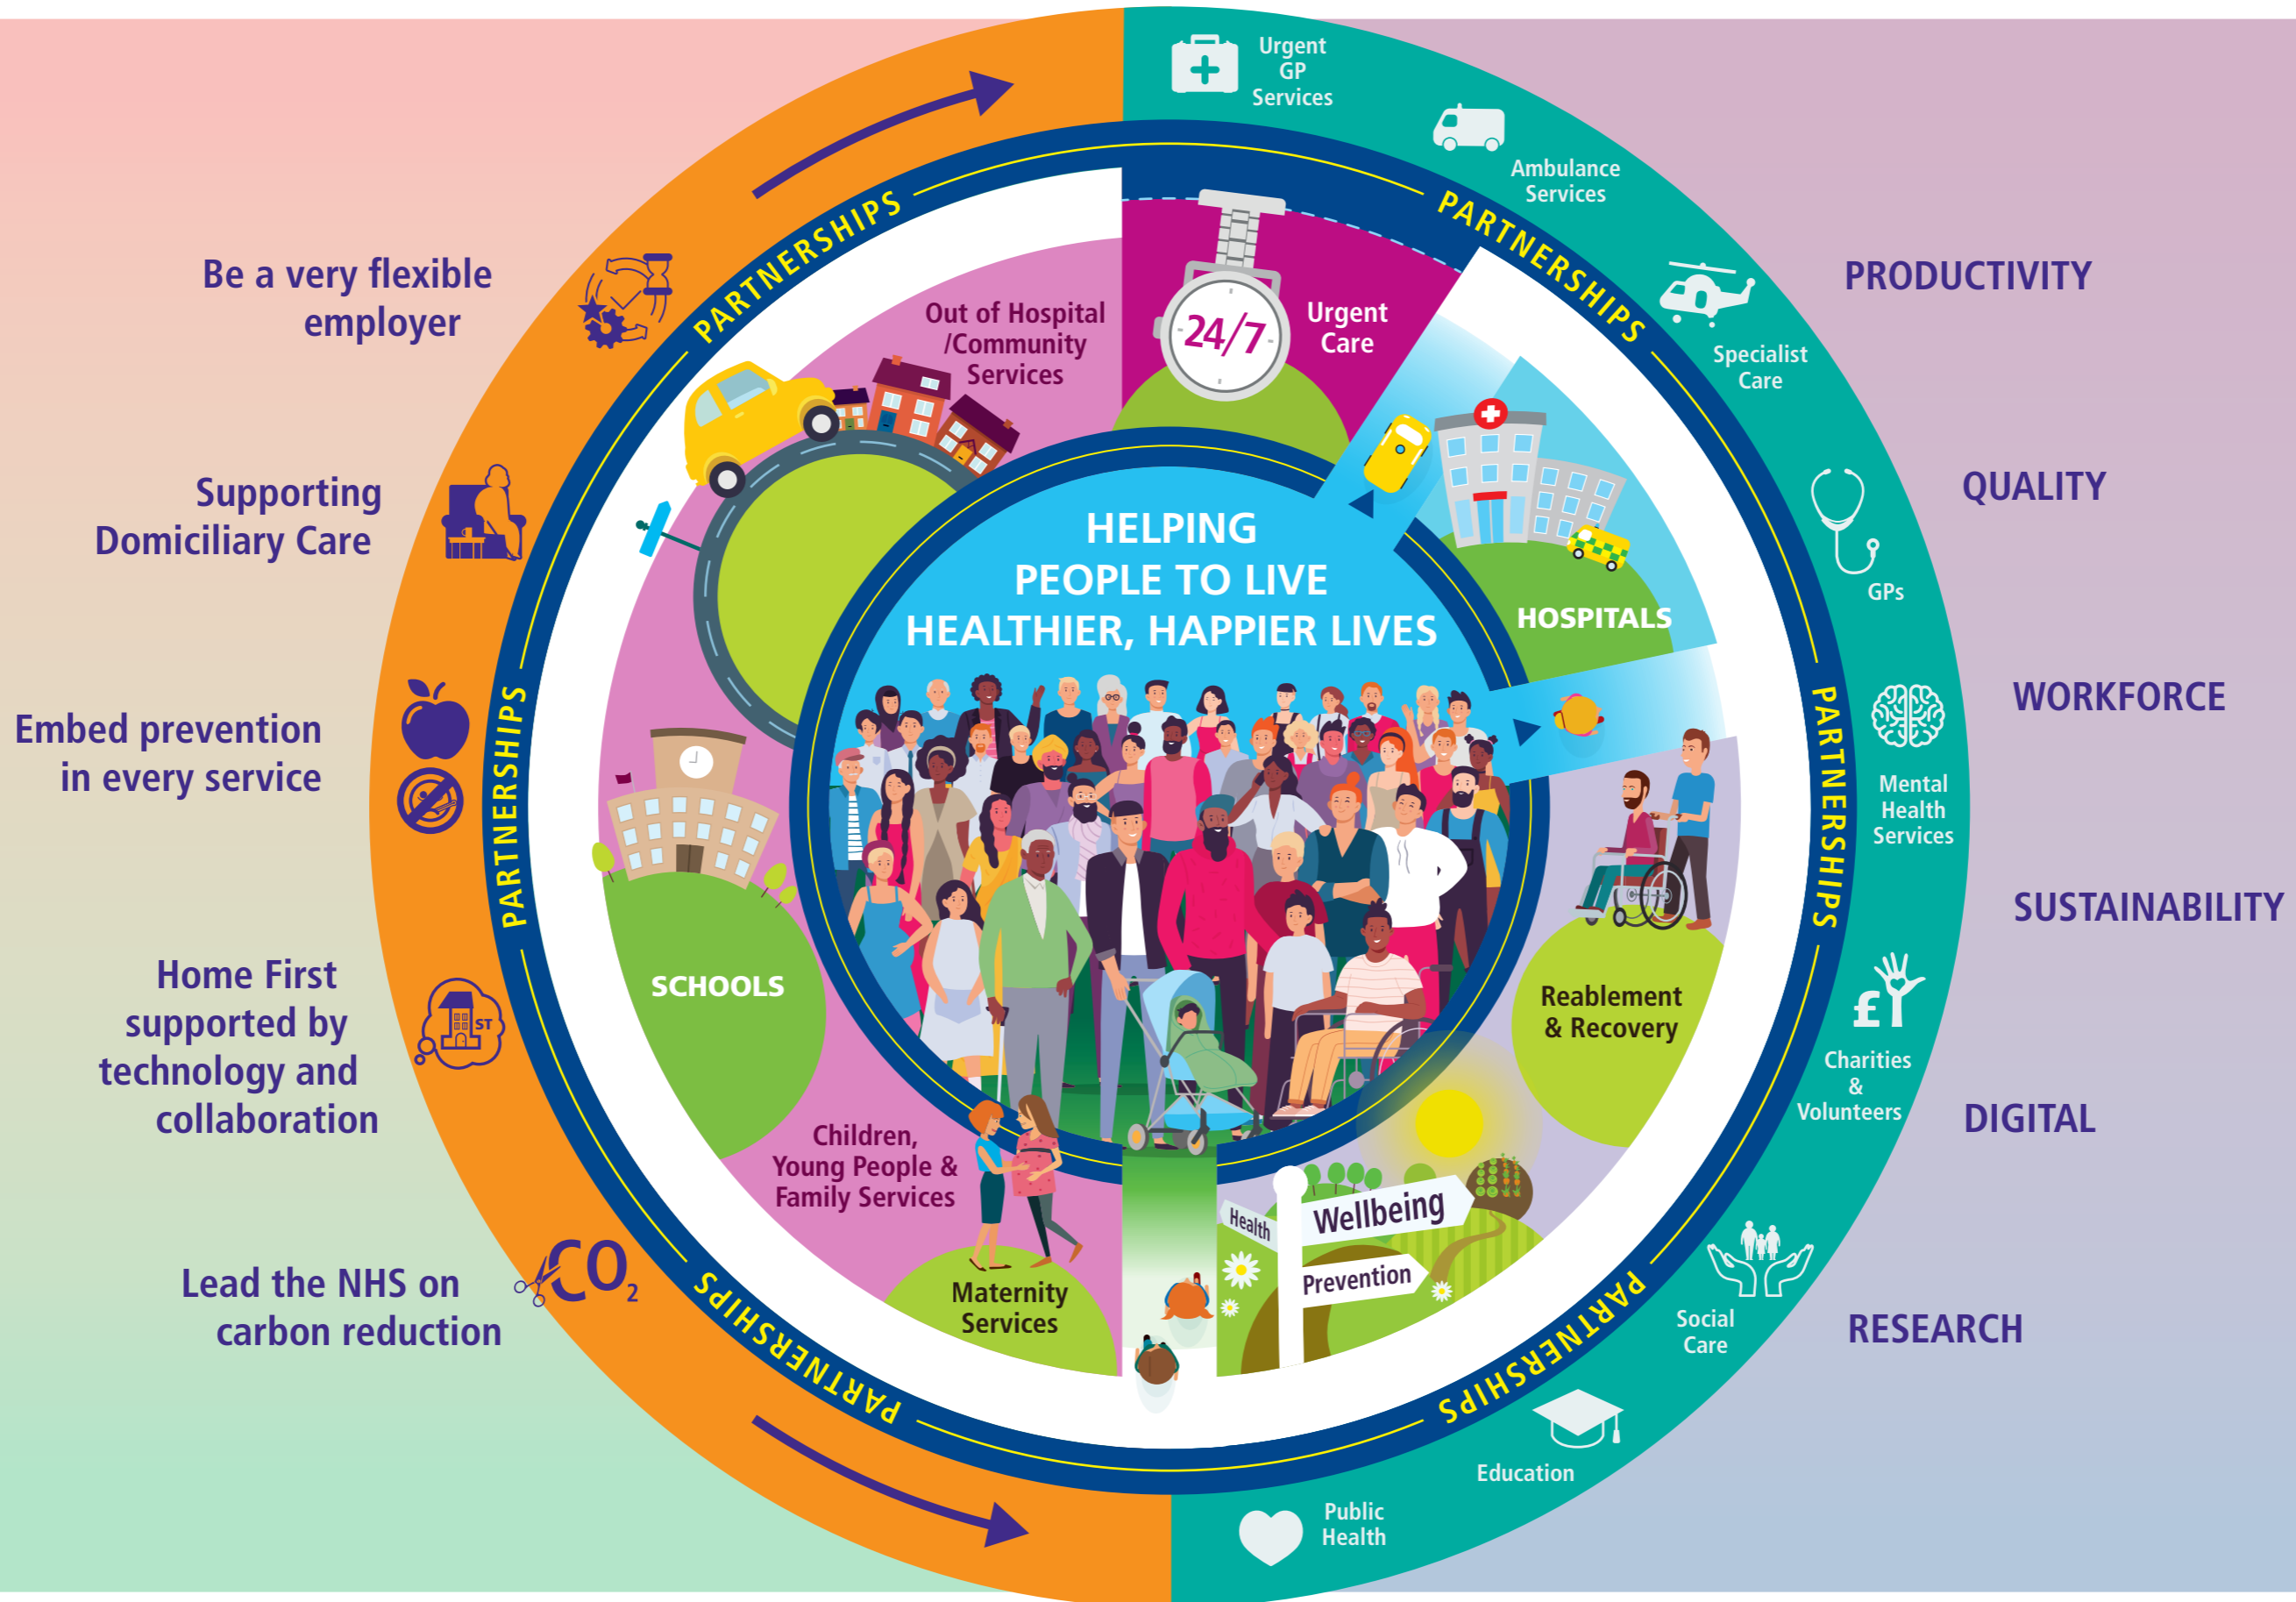 Be a very flexible
employer
Supporting
Domiciliary Care
Embed prevention
in every service
Home First
supported by
technology and
collaboration
Lead the NHS on
carbon reduction
ST
CO2
PARTNERSHIPS
PARTNERSHIPS
PARTNERSHIPS
PARTNERSHIPS
PARTNERSHIPS
PARTNERSHIPS
Out of Hospital
/Community
Services
24/7
Urgent
Care
HOSPITALS
HELPING
PEOPLE TO LIVE
HEALTHIER, HAPPIER LIVES
SCHOOLS
Reablement
& Recovery
Children,
Young People &
Family Services
Maternity
Services
Health
Wellbeing
Prevention
Urgent
GP
Services
Ambulance
Services
Specialist
Care
GPs
Mental
Health
Services
£
Charities
&
Volunteers
Social
Care
Education
Public
Health
PRODUCTIVITY
QUALITY
WORKFORCE
SUSTAINABILITY
DIGITAL
RESEARCH